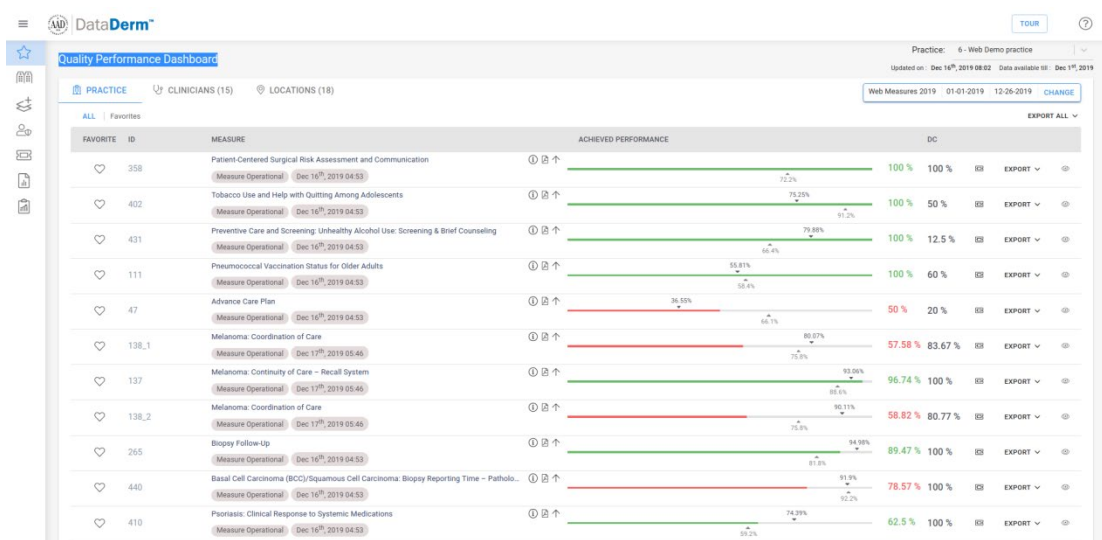 AAD DataDerm™
TOUR
Quality Performance Dashboard
Practice: 6 - Web Demo practice
Updated on : Dec 16th, 2019 08:02 Data available till : Dec 1st, 2019
PRACTICE CLINICIANS (15) LOCATIONS (18)
Web Measures 2019 01-01-2019 12-26-2019 CHANGE
ALL Favorites EXPORT ALL
FAVORITE ID MEASURE ACHIEVED PERFORMANCE DC
358 Patient-Centered Surgical Risk Assessment and Communication 100 % 100 % EXPORT
Measure Operational Dec 16th, 2019 04:53 72.2%
402 Tobacco Use and Help with Quitting Among Adolescents 75.25% 100 % 50 % EXPORT
Measure Operational Dec 16th, 2019 04:53 91.2%
431 Preventive Care and Screening: Unhealthy Alcohol Use: Screening & Brief Counseling 79.88% 100 % 12.5 % EXPORT
Measure Operational Dec 16th, 2019 04:53 66.4%
111 Pneumococcal Vaccination Status for Older Adults 55.81% 100 % 60 % EXPORT
Measure Operational Dec 16th, 2019 04:53 58.4%
47 Advance Care Plan 36.55% 50 % 20 % EXPORT
Measure Operational Dec 16th, 2019 04:53 66.1%
138_1 Melanoma: Coordination of Care 80.07% 57.58 % 83.67 % EXPORT
Measure Operational Dec 17th, 2019 05:46 75.8%
137 Melanoma: Continuity of Care – Recall System 93.06% 96.74 % 100 % EXPORT
Measure Operational Dec 17th, 2019 05:46 88.6%
138_2 Melanoma: Coordination of Care 90.11% 58.82 % 80.77 % EXPORT
Measure Operational Dec 17th, 2019 05:46 75.8%
265 Biopsy Follow-Up 94.98% 89.47 % 100 % EXPORT
Measure Operational Dec 16th, 2019 04:53 81.8%
440 Basal Cell Carcinoma (BCC)/Squamous Cell Carcinoma: Biopsy Reporting Time – Patholo... 91.9% 78.57 % 100 % EXPORT
Measure Operational Dec 16th, 2019 04:53 92.2%
410 Psoriasis: Clinical Response to Systemic Medications 74.39% 62.5 % 100 % EXPORT
Measure Operational Dec 16th, 2019 04:53 59.2%